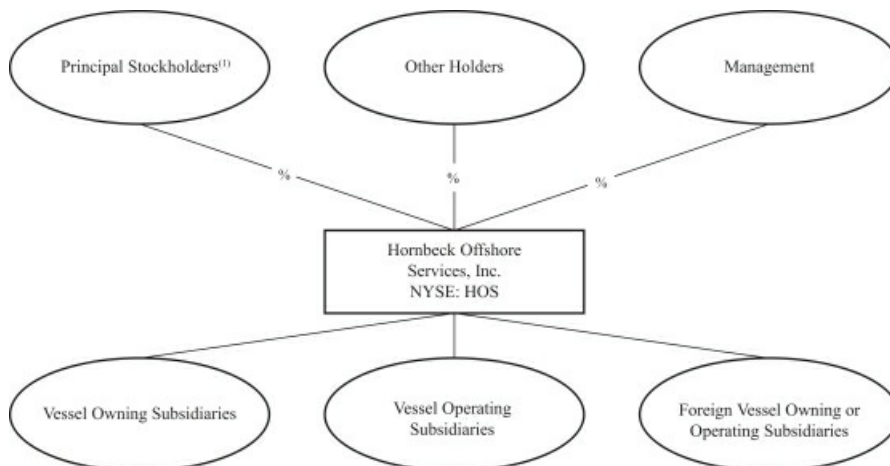 Principal Stockholders(1)
Other Holders
Management
%
%
%
Hornbeck Offshore
Services, Inc.
NYSE: HOS
Vessel Owning Subsidiaries
Vessel Operating
Subsidiaries
Foreign Vessel Owning or
Operating Subsidiaries